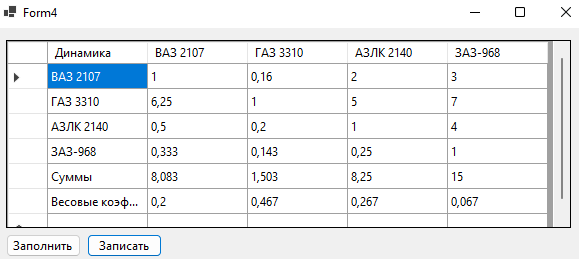 Form4
Динамика ВАЗ 2107 ГАЗ 3310 АЗЛК 2140 ЗАЗ-968
ВАЗ 2107 1 0,16 2 3
ГАЗ 3310 6,25 1 5 7
АЗЛК 2140 0,5 0,2 1 4
ЗАЗ-968 0,333 0,143 0,25 1
Суммы 8,083 1,503 8,25 15
Весовые коэф... 0,2 0,467 0,267 0,067
Заполнить Записать